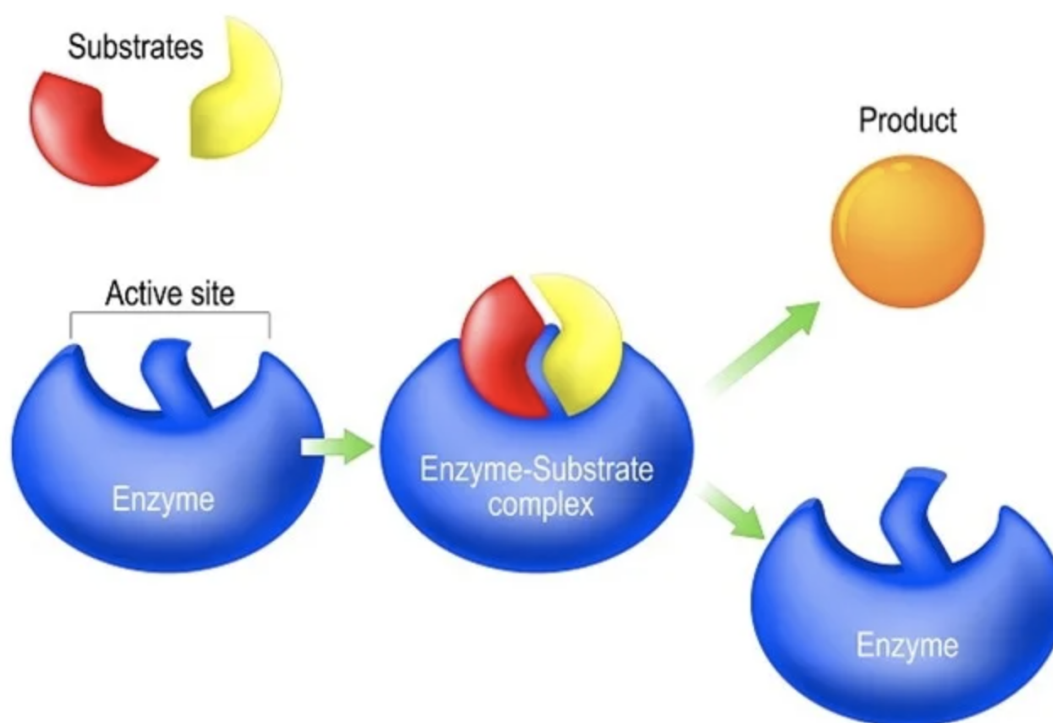 Substrates
Product
Active site
Enzyme
Enzyme-Substrate
complex
Enzyme